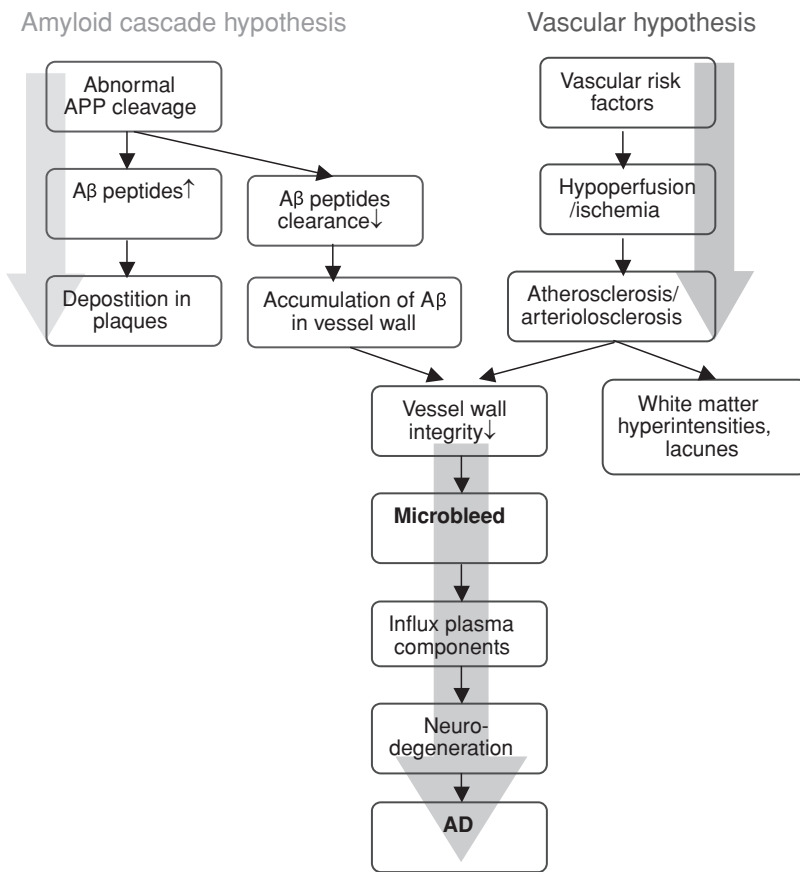 Amyloid cascade hypothesis
Vascular hypothesis
Abnormal
APP cleavage
Aβ peptides↑
Depostition in
plaques
Aβ peptides
clearance↓
Accumulation of Aβ
in vessel wall
Vascular risk
factors
Hypoperfusion
/ischemia
Atherosclerosis/
arteriolosclerosis
White matter
hyperintensities,
lacunes
Vessel wall
integrity↓
Microbleed
Influx plasma
components
Neuro-
degeneration
AD